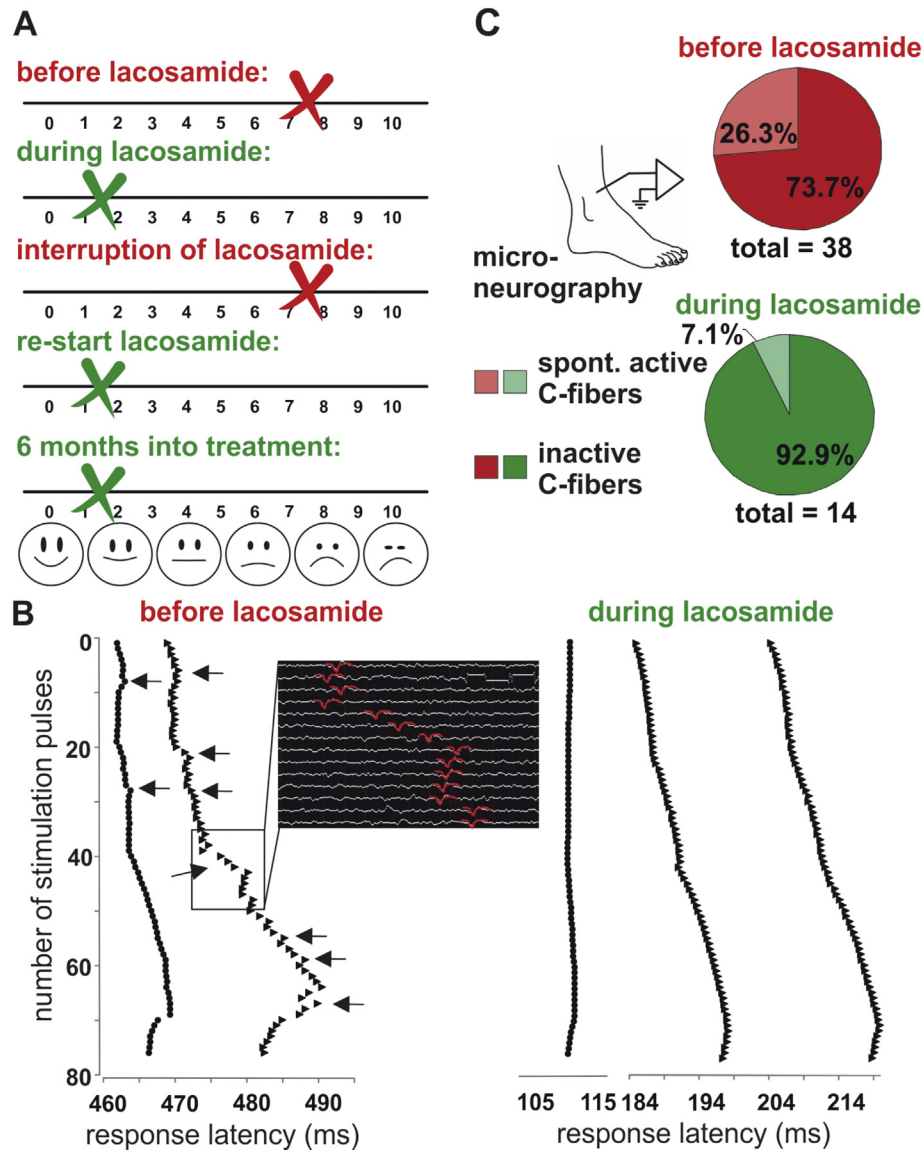 A
before lacosamide:
0 1 2 3 4 5 6 7 8 9 10
during lacosamide:
0 1 2 3 4 5 6 7 8 9 10
interruption of lacosamide:
0 1 2 3 4 5 6 7 8 9 10
re-start lacosamide:
0 1 2 3 4 5 6 7 8 9 10
6 months into treatment:
0 1 2 3 4 5 6 7 8 9 10
C
before lacosamide
26.3%
73.7%
total = 38
micro-
neurography
during lacosamide
7.1%
92.9%
total = 14
spont. active
C-fibers
inactive
C-fibers
B
before lacosamide
during lacosamide
number of stimulation pulses
0
20
40
60
80
460 470 480 490
response latency (ms)
105 115 184 194 204 214
response latency (ms)